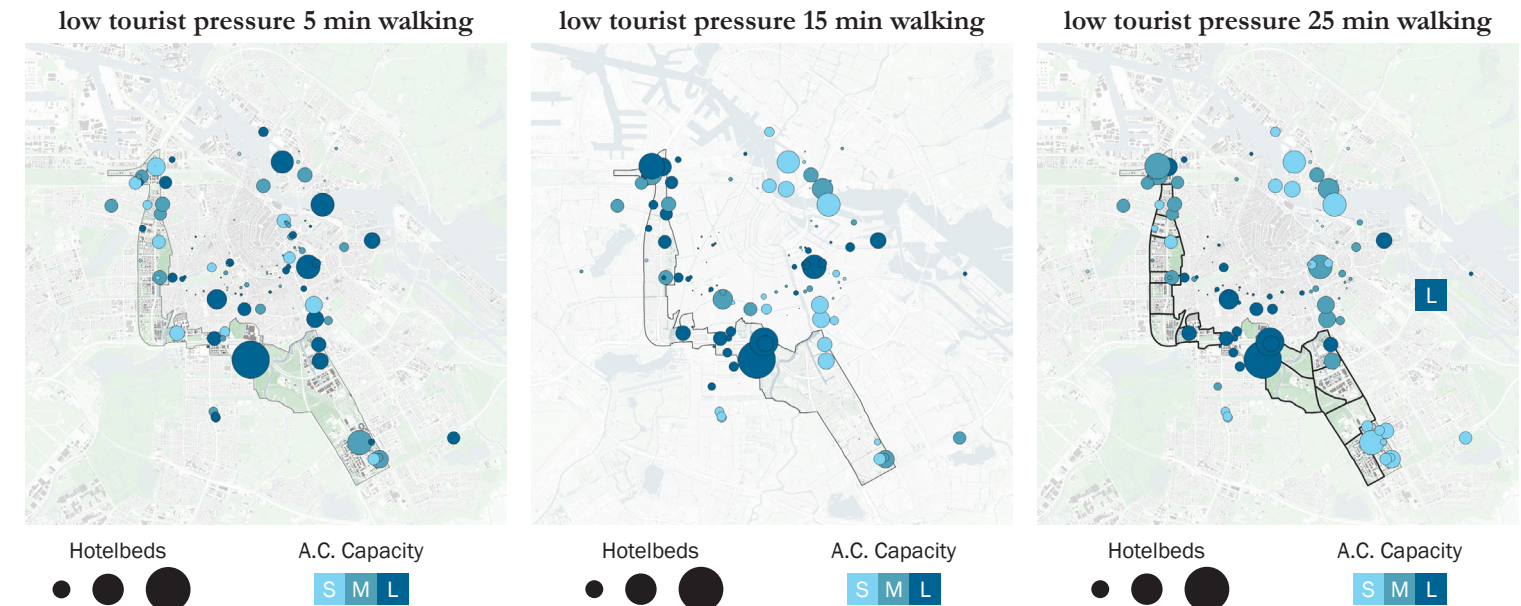 low tourist pressure 5 min walking
low tourist pressure 15 min walking
low tourist pressure 25 min walking
L
Hotelbeds
A.C. Capacity
S M L
Hotelbeds
A.C. Capacity
S M L
Hotelbeds
A.C. Capacity
S M L